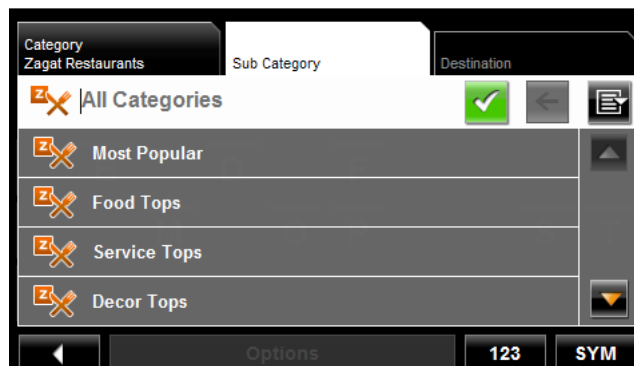 Category
Zagat Restaurants
Sub Category
Destination
Z All Categories
Z Most Popular
Z Food Tops
Z Service Tops
Z Decor Tops
Options
123
SYM